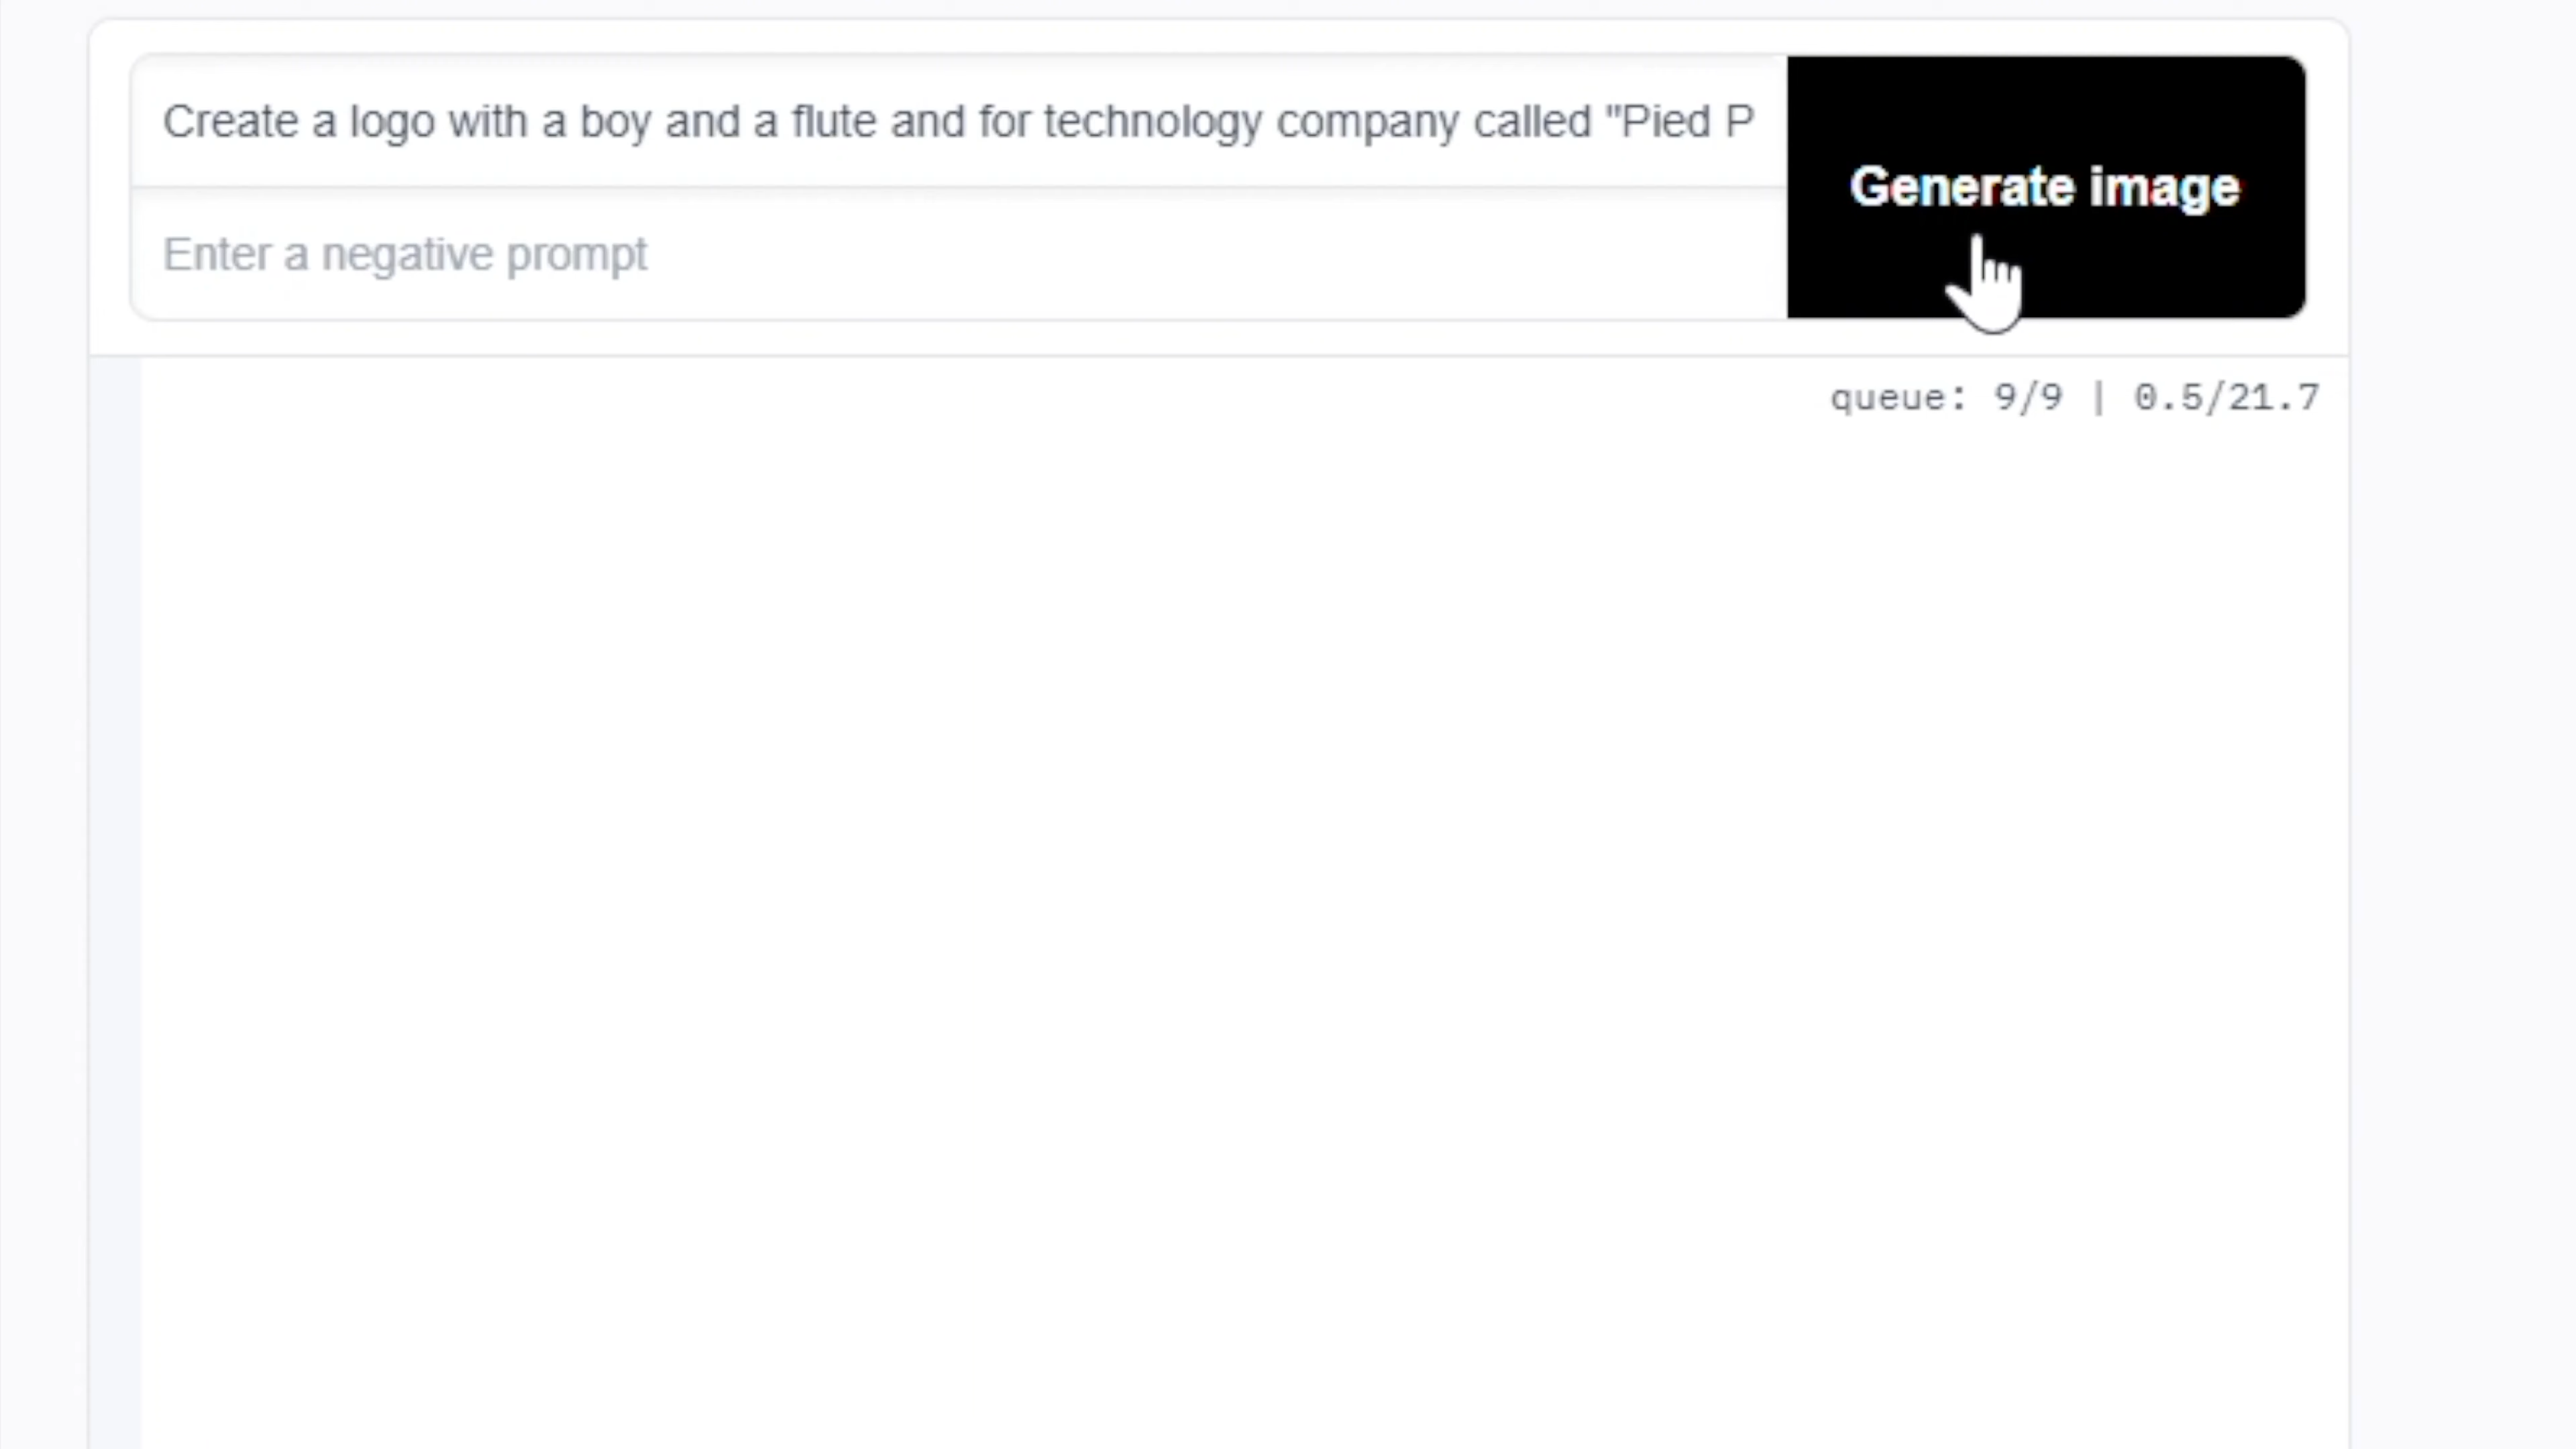 Create a logo with a boy and a flute and for technology company called "Pied P
Generate image
Enter a negative prompt
queue: 9/9 | 0.5/21.7